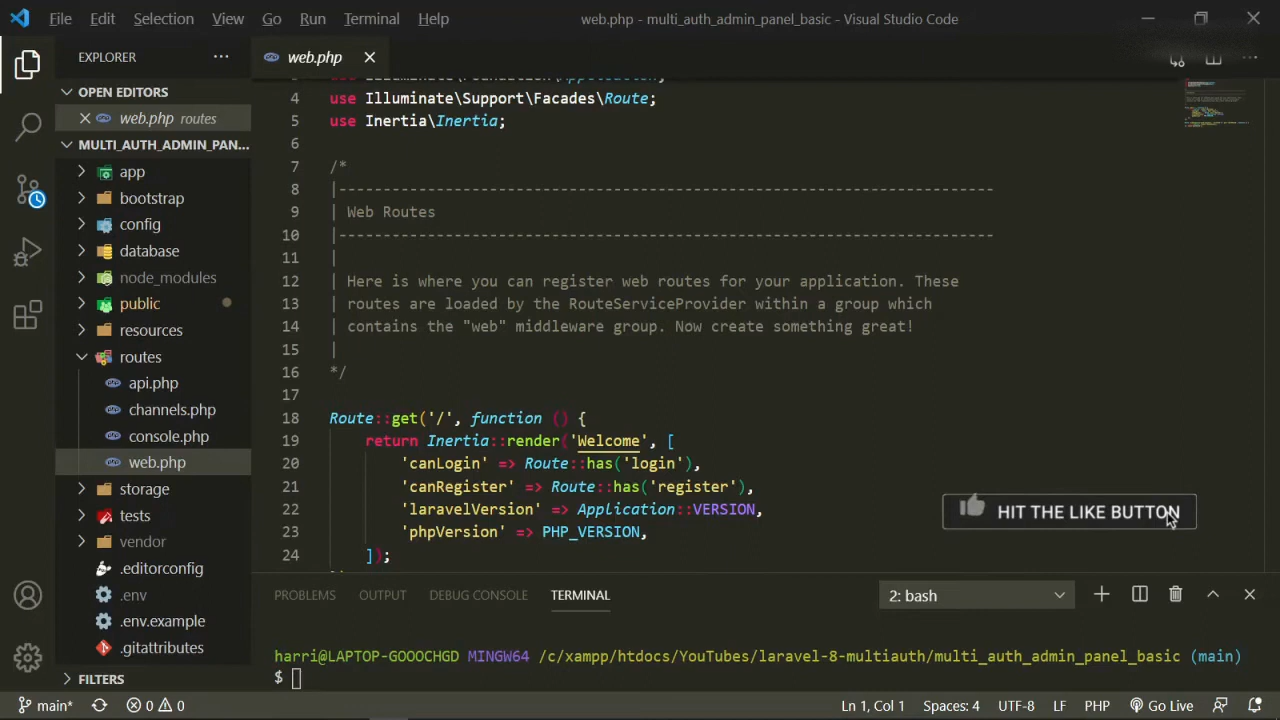 File Edit Selection View Go Run Terminal Help web.php - multi_auth_admin_panel_basic - Visual Studio Code
EXPLORER ···
web.php
OPEN EDITORS
web.php routes
MULTI_AUTH_ADMIN_PAN...
app
bootstrap
config
database
node_modules
public
resources
routes
api.php
channels.php
console.php
web.php
storage
tests
vendor
.editorconfig
.env
.env.example
.gitattributes
FILTERS
4 use Illuminate\Support\Facades\Route;
5 use Inertia\Inertia;
6
7 /*
8 |--------------------------------------------------------------------------
9 | Web Routes
10 |--------------------------------------------------------------------------
11 |
12 | Here is where you can register web routes for your application. These
13 | routes are loaded by the RouteServiceProvider within a group which
14 | contains the "web" middleware group. Now create something great!
15 |
16 */
17
18 Route::get('/', function () {
19 return Inertia::render('Welcome', [
20 'canLogin' => Route::has('login'),
21 'canRegister' => Route::has('register'),
22 'laravelVersion' => Application::VERSION,
23 'phpVersion' => PHP_VERSION,
24 ]);
HIT THE LIKE BUTTON
PROBLEMS OUTPUT DEBUG CONSOLE TERMINAL 2: bash
harri@LAPTOP-GOOOCHGD MINGW64 /c/xampp/htdocs/YouTubes/laravel-8-multiauth/multi_auth_admin_panel_basic (main)
$
main* 0 0 Ln 1, Col 1 Spaces: 4 UTF-8 LF PHP Go Live